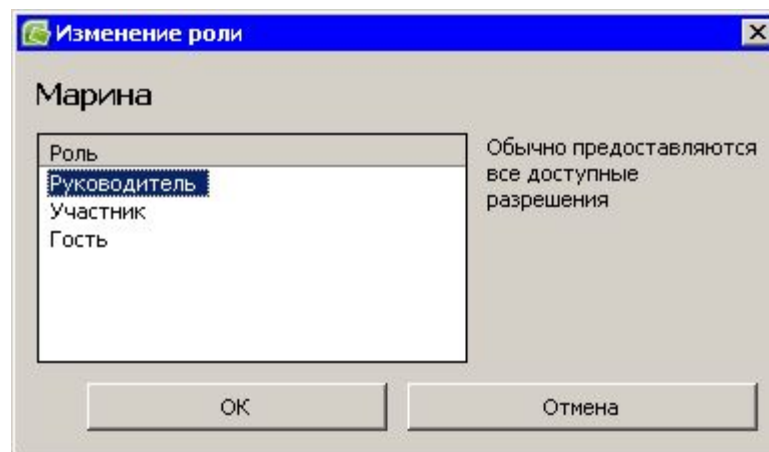 Изменение роли
Марина
Роль
Руководитель
Участник
Гость
Обычно предоставляются
все доступные
разрешения
ОК
Отмена